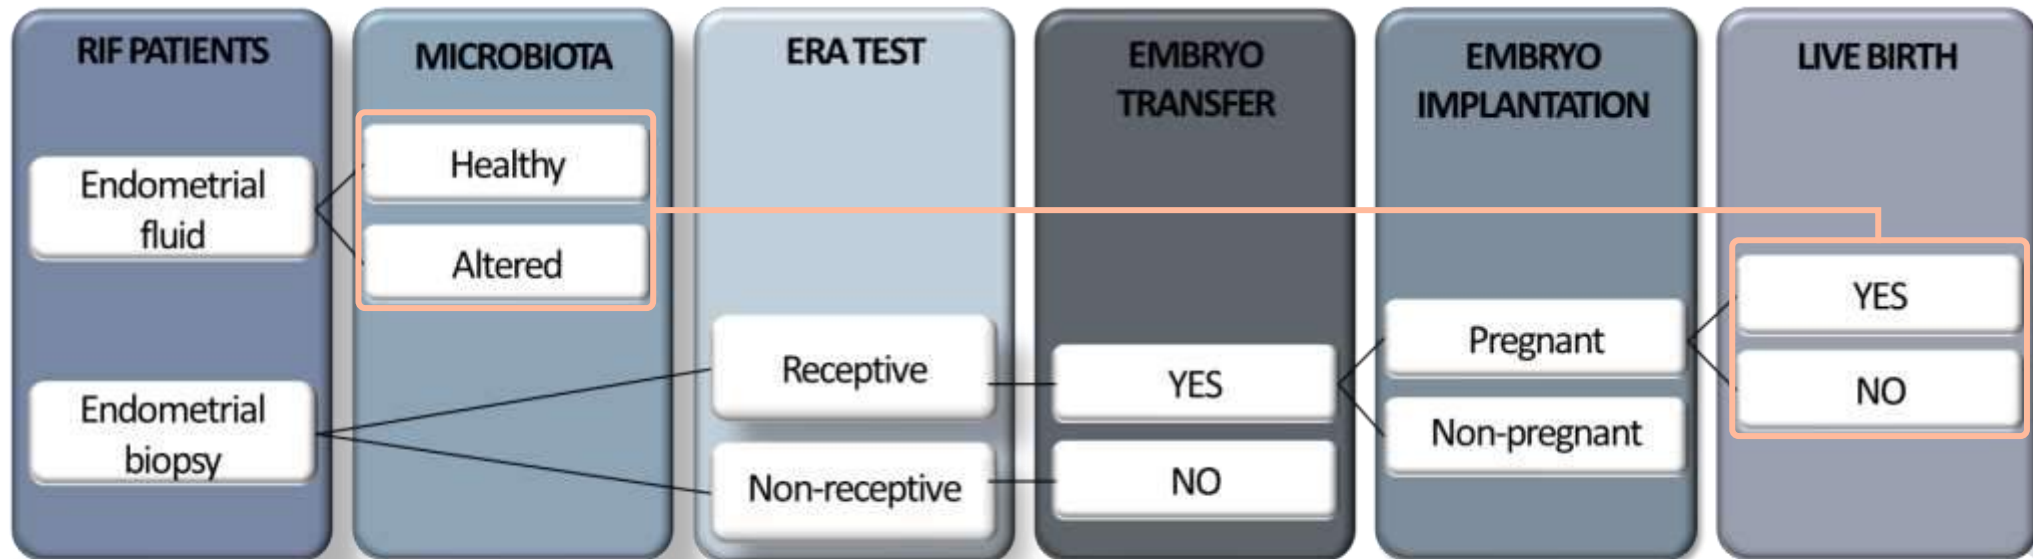 RIF PATIENTS
Endometrial
fluid
Endometrial
biopsy
MICROBIOTA
Healthy
Altered
ERA TEST
Receptive
Non-receptive
EMBRYO
TRANSFER
YES
NO
EMBRYO
IMPLANTATION
Pregnant
Non-pregnant
LIVE BIRTH
YES
NO